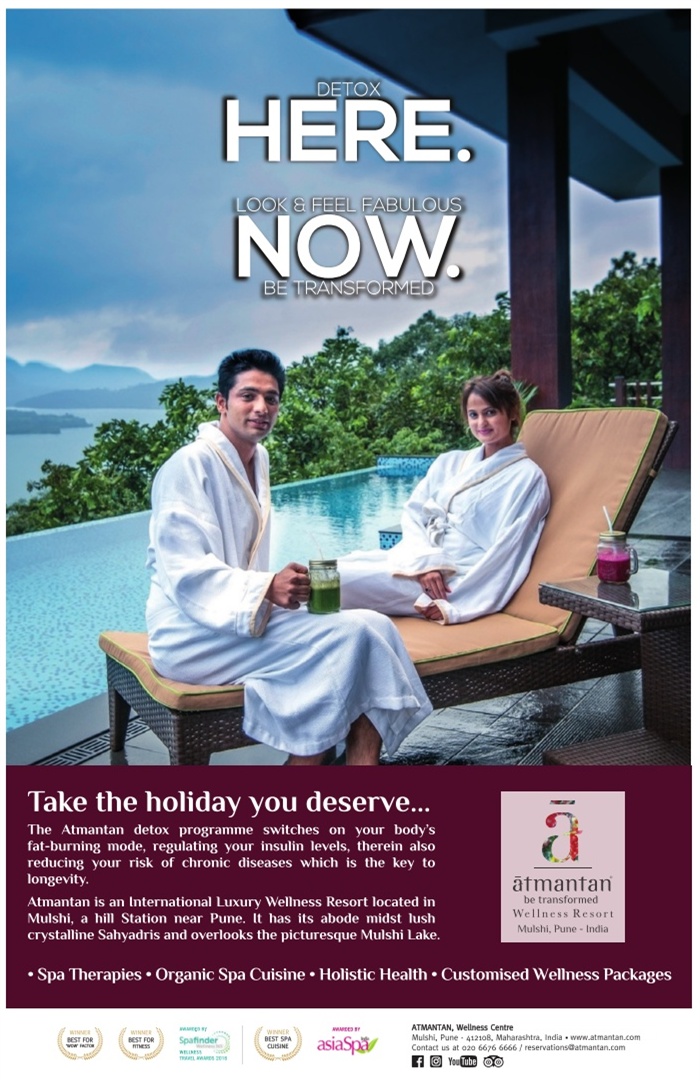 DETOX
HERE.
LOOK & FEEL FABULOUS
NOW.
BE TRANSFORMED
Take the holiday you deserve...
The Atmantan detox programme switches on your body's
fat-burning mode, regulating your insulin levels, therein also
reducing your risk of chronic diseases which is the key to
longevity.
Atmantan is an International Luxury Wellness Resort located in
Mulshi, a hill Station near Pune. It has its abode midst lush
crystalline Sahyadris and overlooks the picturesque Mulshi Lake.
ā
ātmantan
be transformed
Wellness Resort
Mulshi, Pune - India
• Spa Therapies • Organic Spa Cuisine • Holistic Health • Customised Wellness Packages
WINNER
BEST FOR
"WOW" FACTOR
WINNER
BEST FOR
FITNESS
AWARDED BY
Spafinder
WELLNESS
TRAVEL AWARDS 2016
WINNER
BEST SPA
CUISINE
AWARDED BY
asiaSpa
ATMANTAN, Wellness Centre
Mulshi, Pune - 412108, Maharashtra, India • www.atmantan.com
Contact us at 020 6676 6666 / reservations@atmantan.com
You Tube